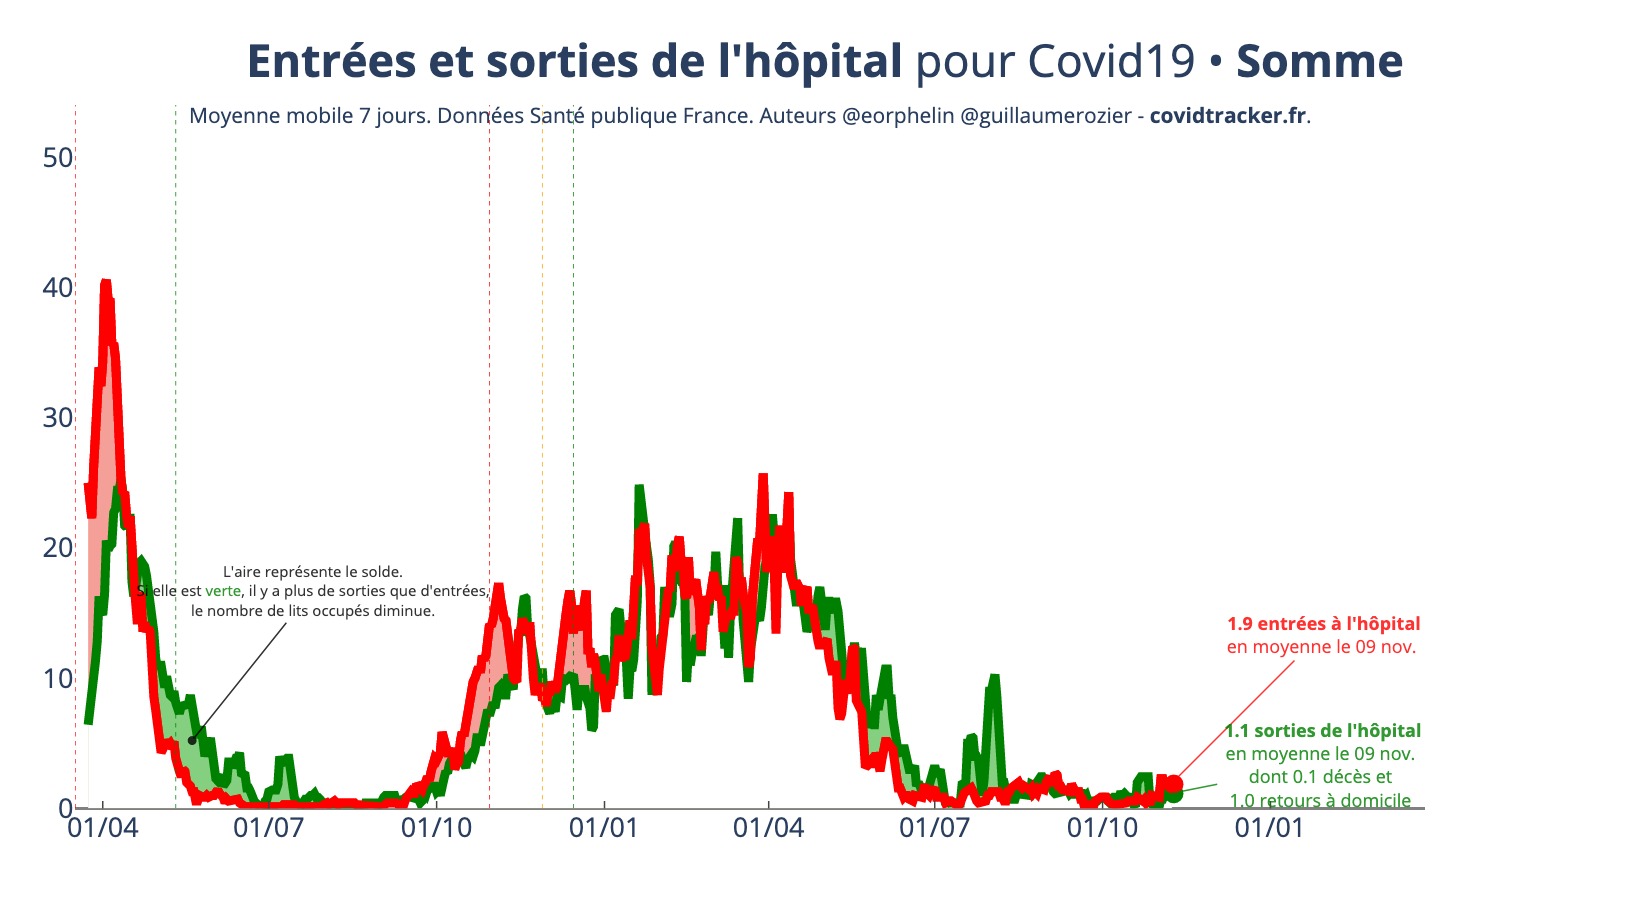 Entrées et sorties de l'hôpital pour Covid19 • Somme
Moyenne mobile 7 jours. Données Santé publique France. Auteurs @eorphelin @guillaumerozier - covidtracker.fr.
50
40
30
20
10
0
L'aire représente le solde.
Si elle est verte, il y a plus de sorties que d'entrées,
le nombre de lits occupés diminue.
1.9 entrées à l'hôpital
en moyenne le 09 nov.
1.1 sorties de l'hôpital
en moyenne le 09 nov.
dont 0.1 décès et
1.0 retours à domicile
01/04 01/07 01/10 01/01 01/04 01/07 01/10 01/01